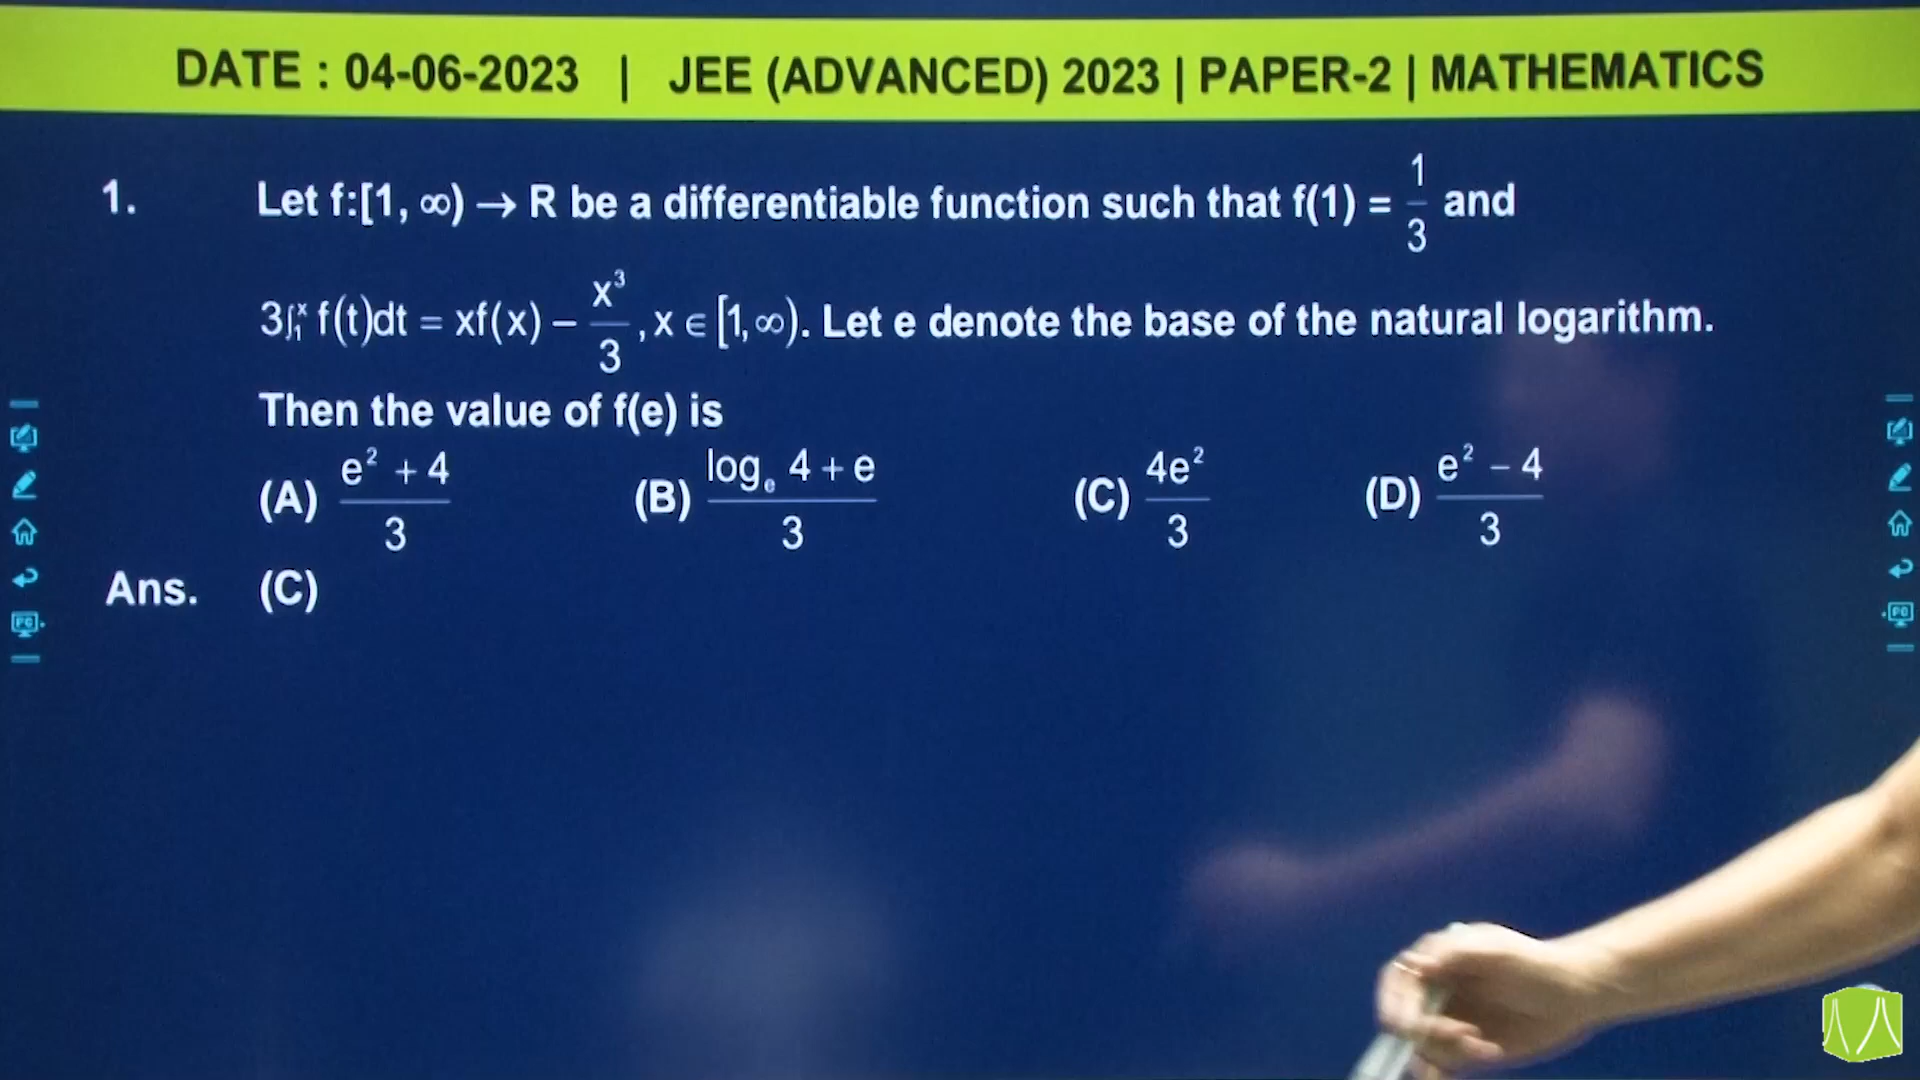 DATE : 04-06-2023 | JEE (ADVANCED) 2023 | PAPER-2 | MATHEMATICS
1. Let f:[1, ∞) → R be a differentiable function such that f(1) = 1/3 and
3∫₁ˣ f(t)dt = xf(x) – x³/3, x ∈ [1, ∞). Let e denote the base of the natural logarithm.
Then the value of f(e) is
(A) (e² + 4)/3 (B) (logₑ 4 + e)/3 (C) 4e²/3 (D) (e² – 4)/3
Ans. (C)
PC
PC